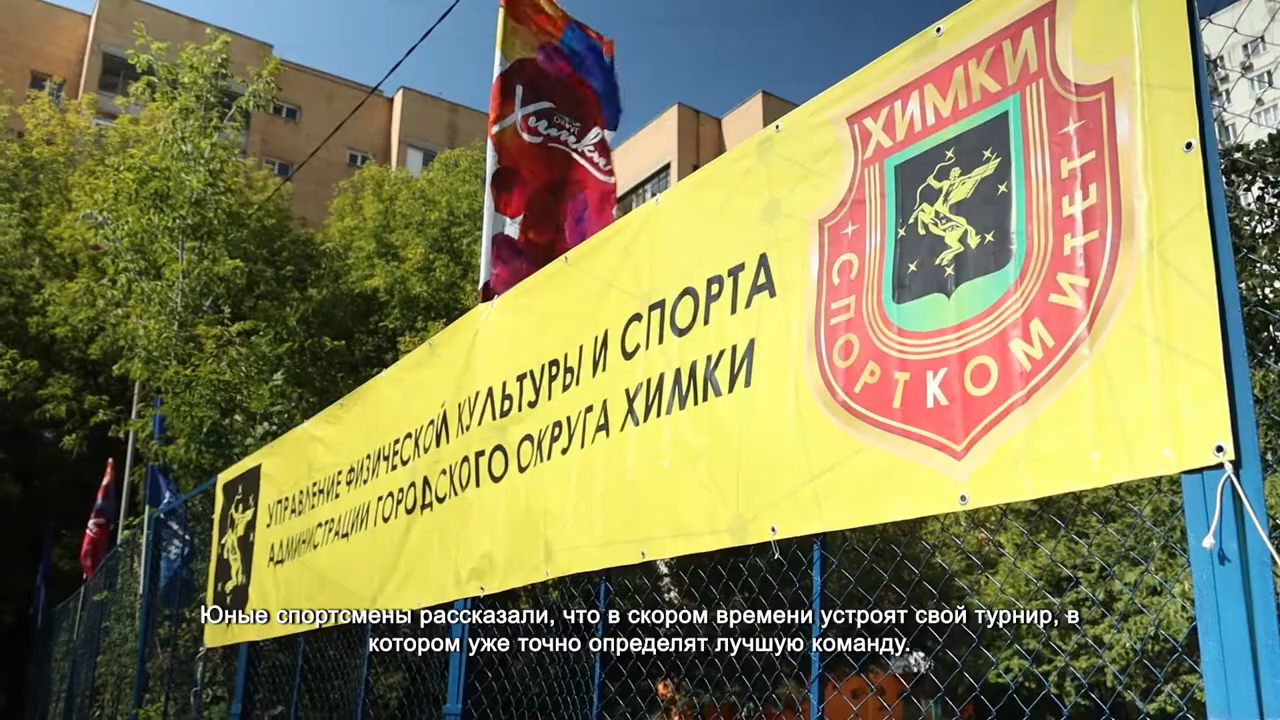 ОКРУГ
Химки
ХИМКИ
СПОРТКОМИТЕТ
УПРАВЛЕНИЕ ФИЗИЧЕСКОЙ КУЛЬТУРЫ И СПОРТА
АДМИНИСТРАЦИИ ГОРОДСКОГО ОКРУГА ХИМКИ
Юные спортсмены рассказали, что в скором времени устроят свой турнир, в
котором уже точно определят лучшую команду.